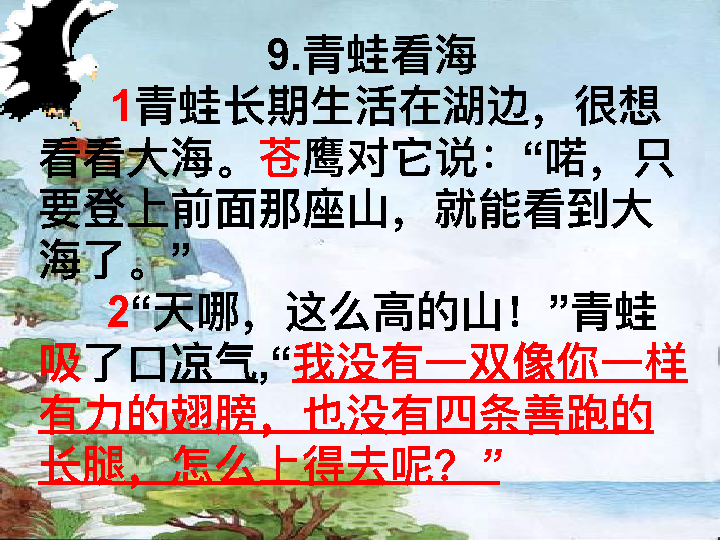 9.青蛙看海
1青蛙长期生活在湖边，很想
看看大海。苍鹰对它说：“喏，只
要登上前面那座山，就能看到大
海了。”
2“天哪，这么高的山！”青蛙
吸了口凉气,“我没有一双像你一样
有力的翅膀，也没有四条善跑的
长腿，怎么上得去呢？”